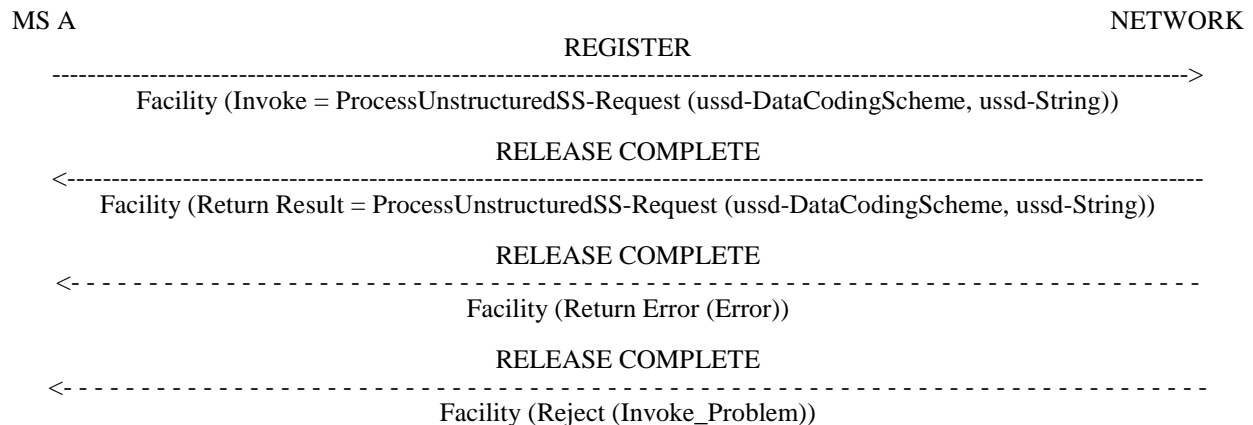 MS A NETWORK
REGISTER
Facility (Invoke = ProcessUnstructuredSS-Request (ussd-DataCodingScheme, ussd-String))
RELEASE COMPLETE
Facility (Return Result = ProcessUnstructuredSS-Request (ussd-DataCodingScheme, ussd-String))
RELEASE COMPLETE
Facility (Return Error (Error))
RELEASE COMPLETE
Facility (Reject (Invoke_Problem))